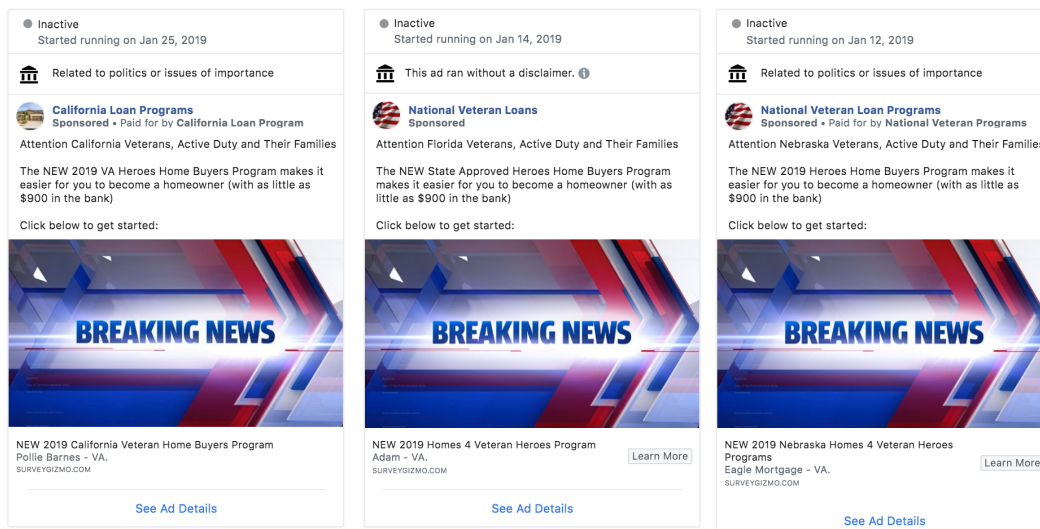 Inactive
Started running on Jan 25, 2019
Related to politics or issues of importance
California Loan Programs
Sponsored • Paid for by California Loan Program
Attention California Veterans, Active Duty and Their Families
The NEW 2019 VA Heroes Home Buyers Program makes it
easier for you to become a homeowner (with as little as
$900 in the bank)
Click below to get started:
BREAKING NEWS
NEW 2019 California Veteran Home Buyers Program
Pollie Barnes - VA.
SURVEYGIZMO.COM
See Ad Details
Inactive
Started running on Jan 14, 2019
This ad ran without a disclaimer.
National Veteran Loans
Sponsored
Attention Florida Veterans, Active Duty and Their Families
The NEW State Approved Heroes Home Buyers Program
makes it easier for you to become a homeowner (with as
little as $900 in the bank)
Click below to get started:
BREAKING NEWS
NEW 2019 Homes 4 Veteran Heroes Program
Adam - VA.
SURVEYGIZMO.COM
Learn More
See Ad Details
Inactive
Started running on Jan 12, 2019
Related to politics or issues of importance
National Veteran Loan Programs
Sponsored • Paid for by National Veteran Programs
Attention Nebraska Veterans, Active Duty and Their Families
The NEW 2019 Heroes Home Buyers Program makes it
easier for you to become a homeowner (with as little as
$900 in the bank)
Click below to get started:
BREAKING NEWS
NEW 2019 Nebraska Homes 4 Veteran Heroes
Programs
Eagle Mortgage - VA.
SURVEYGIZMO.COM
Learn More
See Ad Details